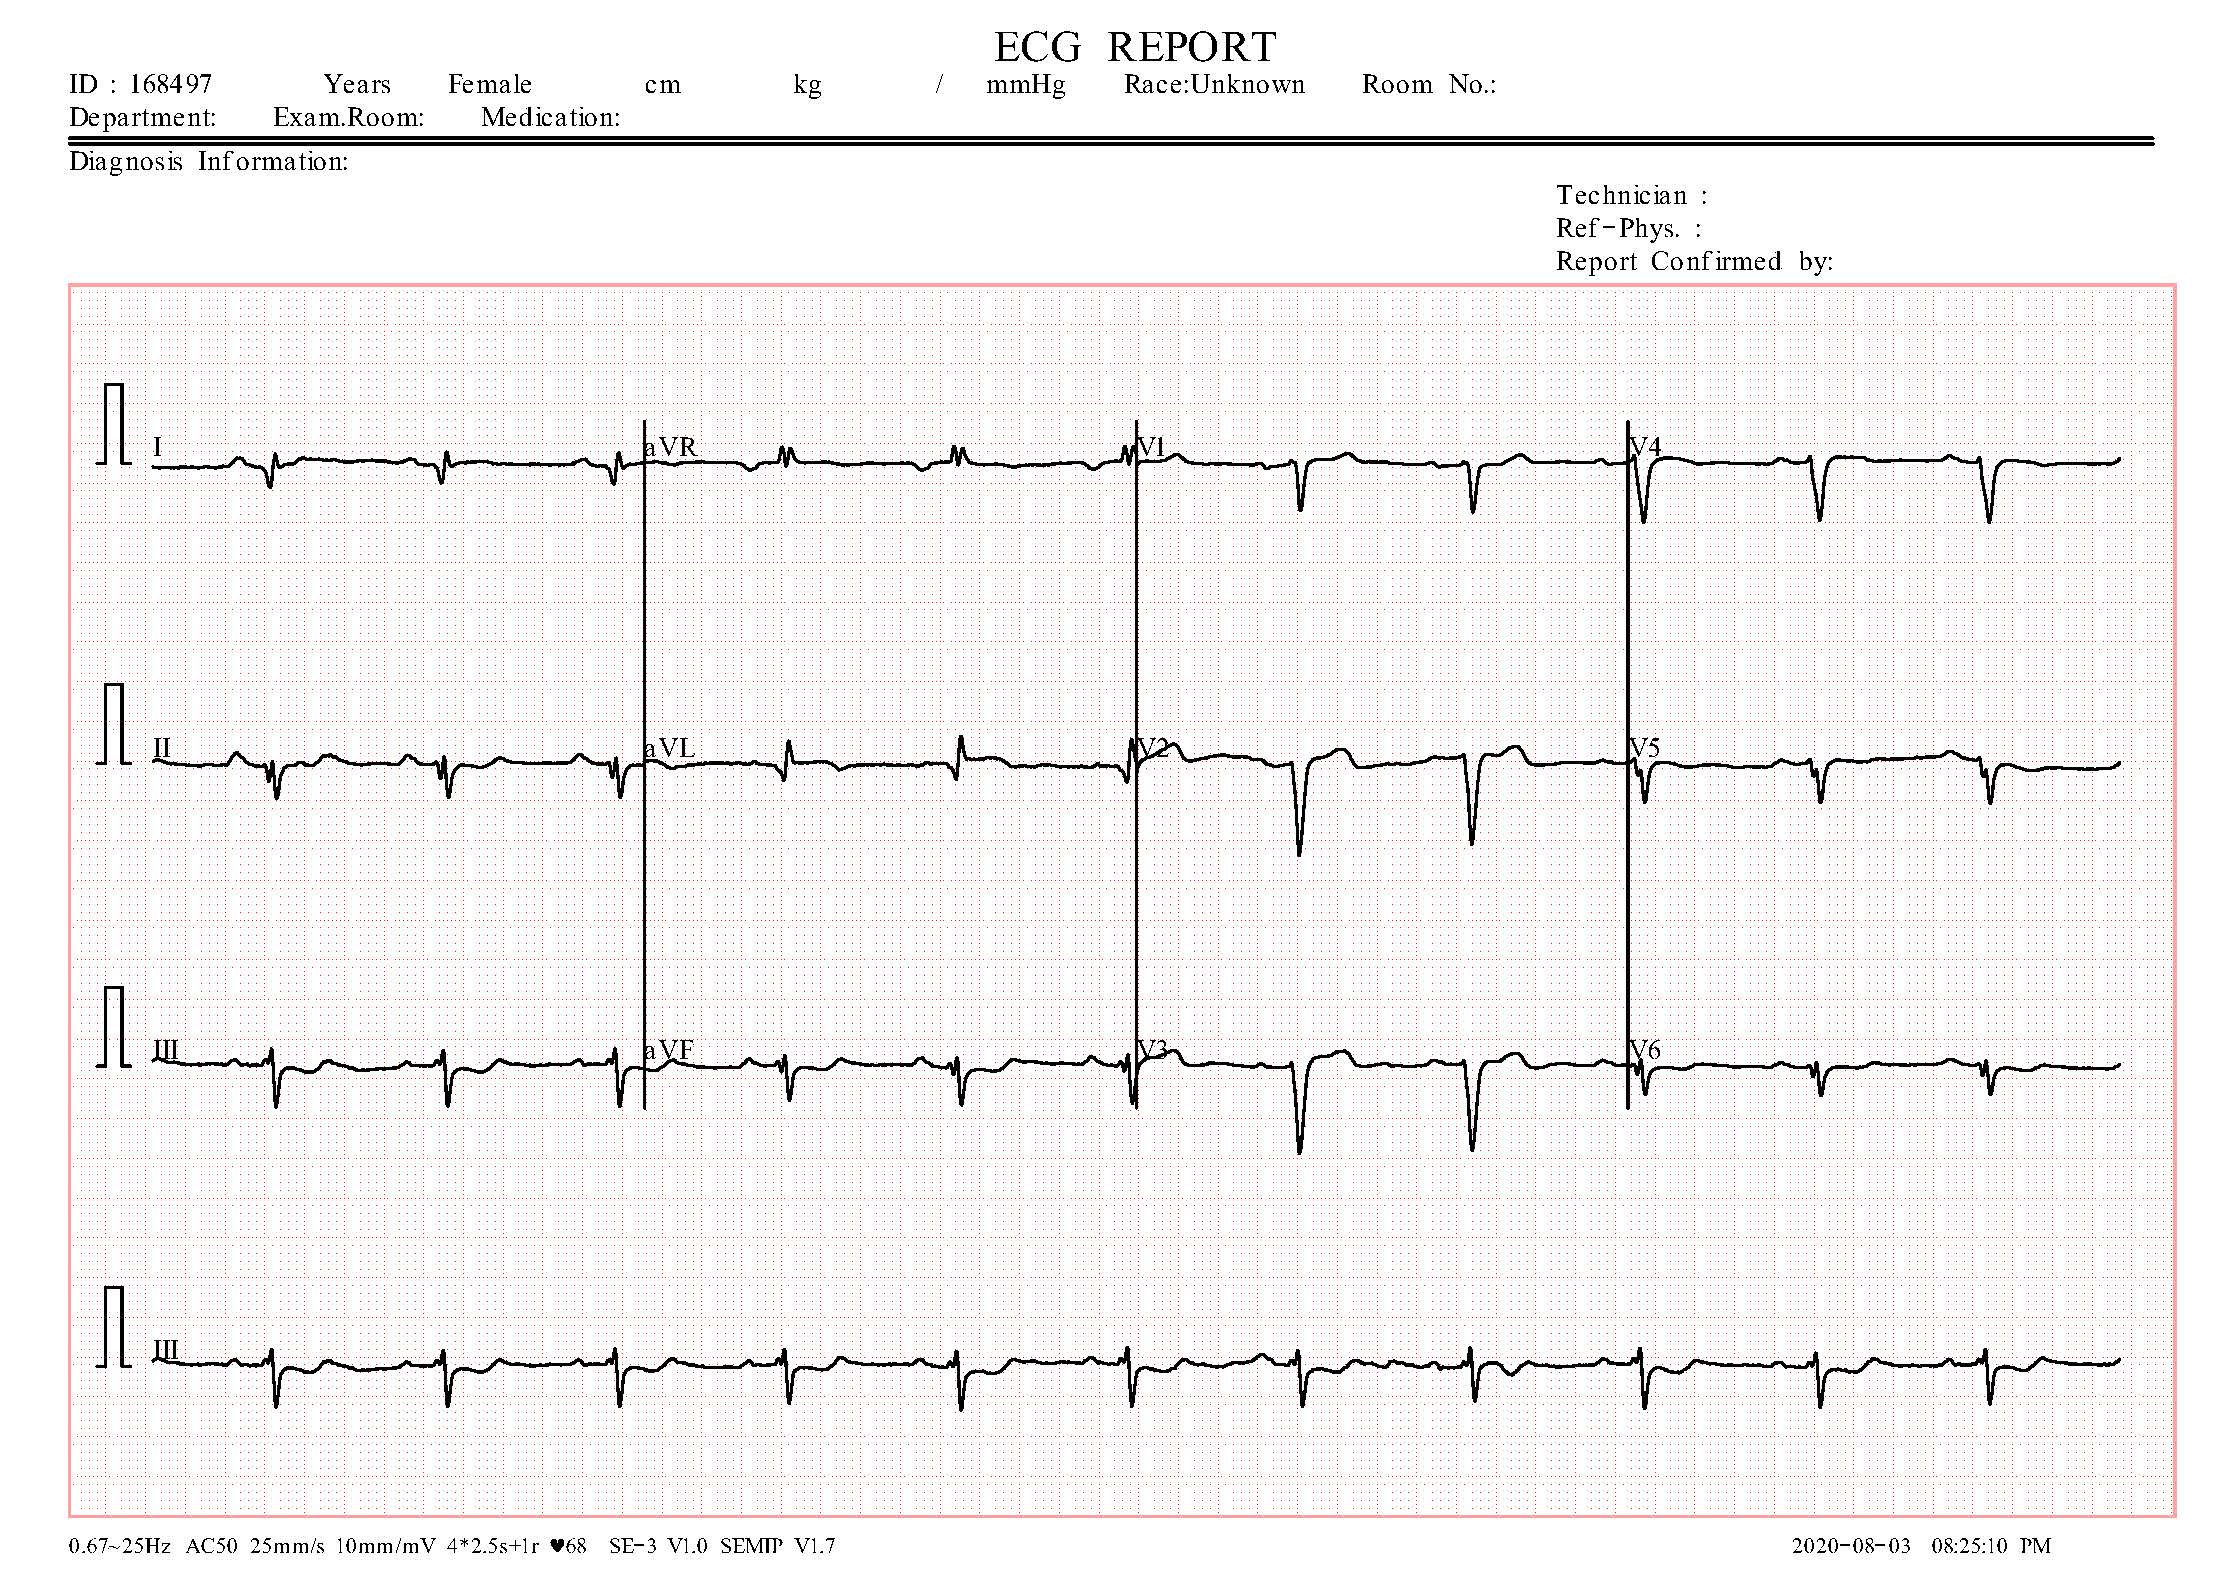 ECG REPORT
ID : 168497 Years Female cm kg / mmHg Race:Unknown Room No.:
Department: Exam.Room: Medication:
Diagnosis Information:
Technician :
Ref-Phys. :
Report Confirmed by:
I aVR V1 V4
II aVL V2 V5
III aVF V3 V6
III
0.67~25Hz AC50 25mm/s 10mm/mV 4*2.5s+1r ♥68 SE-3 V1.0 SEMIP V1.7 2020-08-03 08:25:10 PM